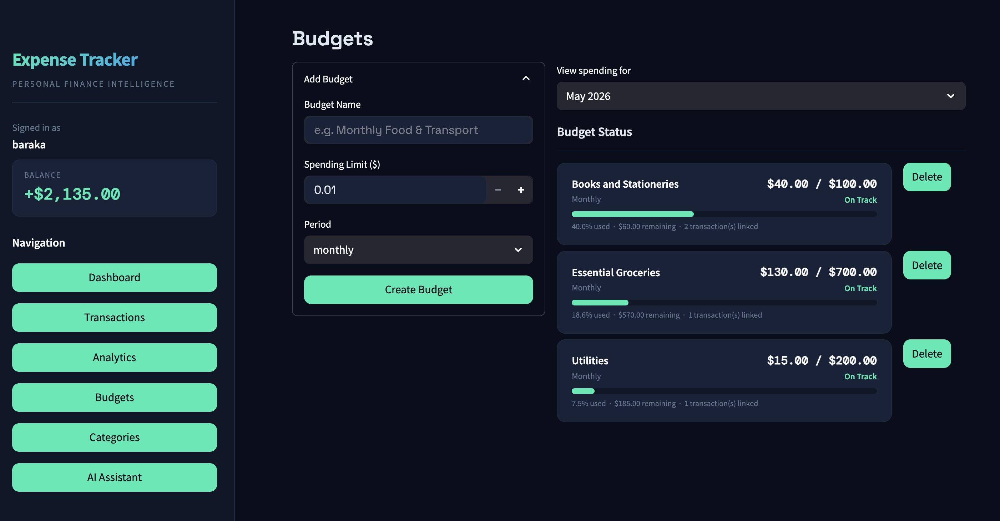 Expense Tracker
PERSONAL FINANCE INTELLIGENCE
Signed in as
baraka
BALANCE
+$2,135.00
Navigation
Dashboard
Transactions
Analytics
Budgets
Categories
AI Assistant
Budgets
Add Budget
Budget Name
e.g. Monthly Food & Transport
Spending Limit ($)
0.01
Period
monthly
Create Budget
View spending for
May 2026
Budget Status
Books and Stationeries $40.00 / $100.00
Monthly On Track
40.0% used · $60.00 remaining · 2 transaction(s) linked
Delete
Essential Groceries $130.00 / $700.00
Monthly On Track
18.6% used · $570.00 remaining · 1 transaction(s) linked
Delete
Utilities $15.00 / $200.00
Monthly On Track
7.5% used · $185.00 remaining · 1 transaction(s) linked
Delete